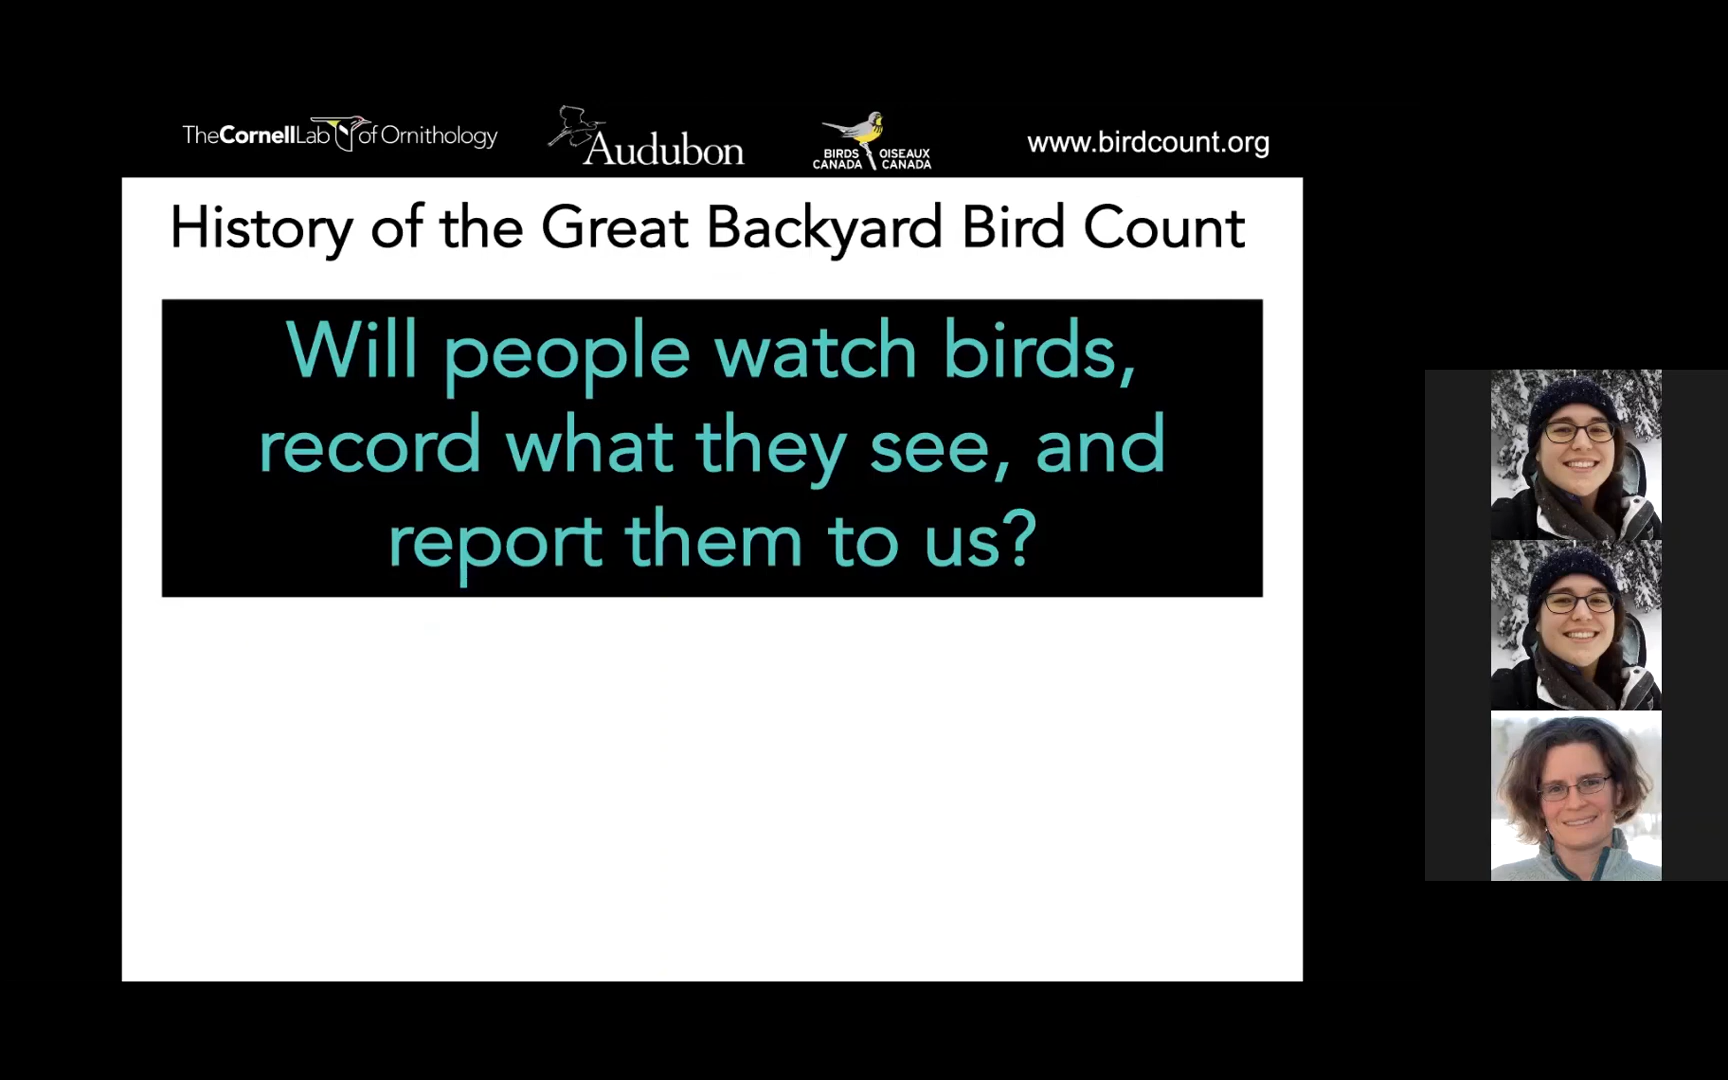 TheCornellLab of Ornithology
Audubon
BIRDS CANADA
OISEAUX CANADA
www.birdcount.org
History of the Great Backyard Bird Count
Will people watch birds,
record what they see, and
report them to us?